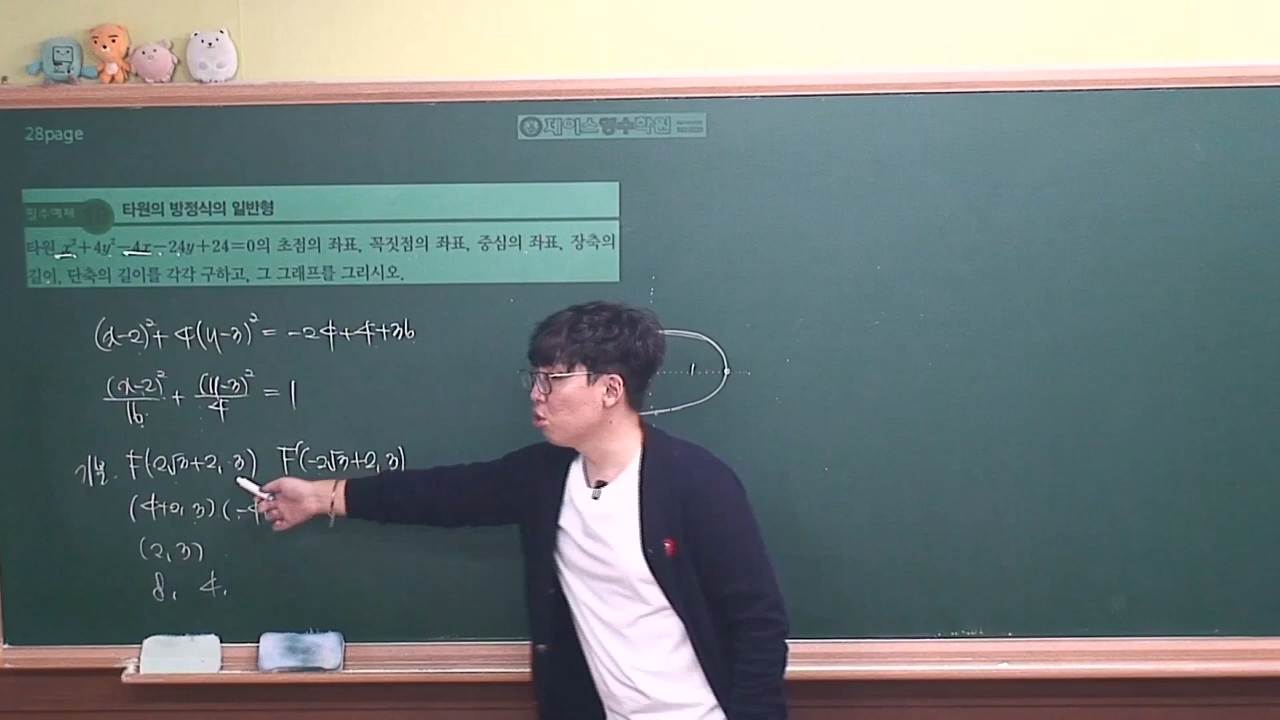 28page
제이스영수학원
필수예제 타원의 방정식의 일반형
타원 x²+4y²−4x−24y+24=0의 초점의 좌표, 꼭짓점의 좌표, 중심의 좌표, 장축의
길이, 단축의 길이를 각각 구하고, 그 그래프를 그리시오.
(x-2)²+4(y-3)² = -24+4+36
(x-2)²/16 + (y-3)²/4 = 1
F(2√3+2, 3) F'(-2√3+2, 3)
(4+0, 3) (-4
(2, 3)
8, 4.
1